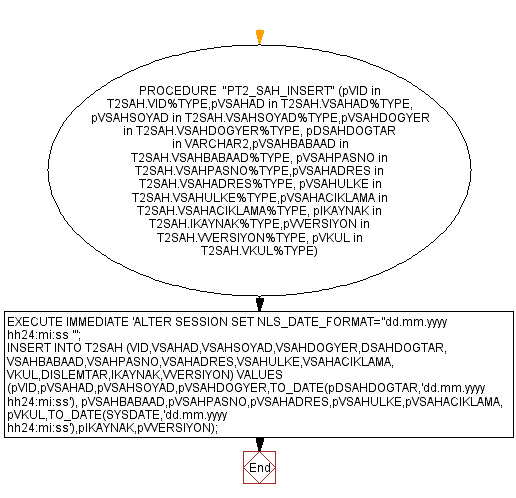 PROCEDURE "PT2_SAH_INSERT" (pVID in
T2SAH.VID%TYPE,pVSAHAD in T2SAH.VSAHAD%TYPE,
pVSAHSOYAD in T2SAH.VSAHSOYAD%TYPE,pVSAHDOGYER
in T2SAH.VSAHDOGYER%TYPE, pDSAHDOGTAR
in VARCHAR2,pVSAHBABAAD in
T2SAH.VSAHBABAAD%TYPE, pVSAHPASNO in
T2SAH.VSAHPASNO%TYPE,pVSAHADRES in
T2SAH.VSAHADRES%TYPE, pVSAHULKE in
T2SAH.VSAHULKE%TYPE,pVSAHACIKLAMA in
T2SAH.VSAHACIKLAMA%TYPE, pIKAYNAK in
T2SAH.IKAYNAK%TYPE,pVVERSIYON in
T2SAH.VVERSIYON%TYPE, pVKUL in
T2SAH.VKUL%TYPE)
EXECUTE IMMEDIATE 'ALTER SESSION SET NLS_DATE_FORMAT="dd.mm.yyyy
hh24:mi:ss "';
INSERT INTO T2SAH (VID,VSAHAD,VSAHSOYAD,VSAHDOGYER,DSAHDOGTAR,
VSAHBABAAD,VSAHPASNO,VSAHADRES,VSAHULKE,VSAHACIKLAMA,
VKUL,DISLEMTAR,IKAYNAK,VVERSIYON) VALUES
(pVID,pVSAHAD,pVSAHSOYAD,pVSAHDOGYER,TO_DATE(pDSAHDOGTAR,'dd.mm.yyyy
hh24:mi:ss'), pVSAHBABAAD,pVSAHPASNO,pVSAHADRES,pVSAHULKE,pVSAHACIKLAMA,
pVKUL,TO_DATE(SYSDATE,'dd.mm.yyyy
hh24:mi:ss'),pIKAYNAK,pVVERSIYON);
End